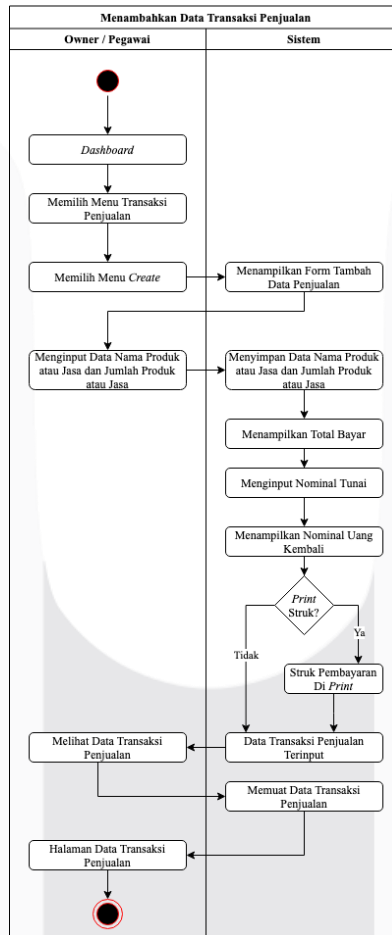 Menambahkan Data Transaksi Penjualan
Owner / Pegawai
Sistem
Dashboard
Memilih Menu Transaksi
Penjualan
Memilih Menu Create
Menampilkan Form Tambah
Data Penjualan
Menginput Data Nama Produk
atau Jasa dan Jumlah Produk
atau Jasa
Menyimpan Data Nama Produk
atau Jasa dan Jumlah Produk
atau Jasa
Menampilkan Total Bayar
Menginput Nominal Tunai
Menampilkan Nominal Uang
Kembali
Print
Struk?
Ya
Tidak
Struk Pembayaran
Di Print
Melihat Data Transaksi
Penjualan
Data Transaksi Penjualan
Terinput
Memuat Data Transaksi
Penjualan
Halaman Data Transaksi
Penjualan